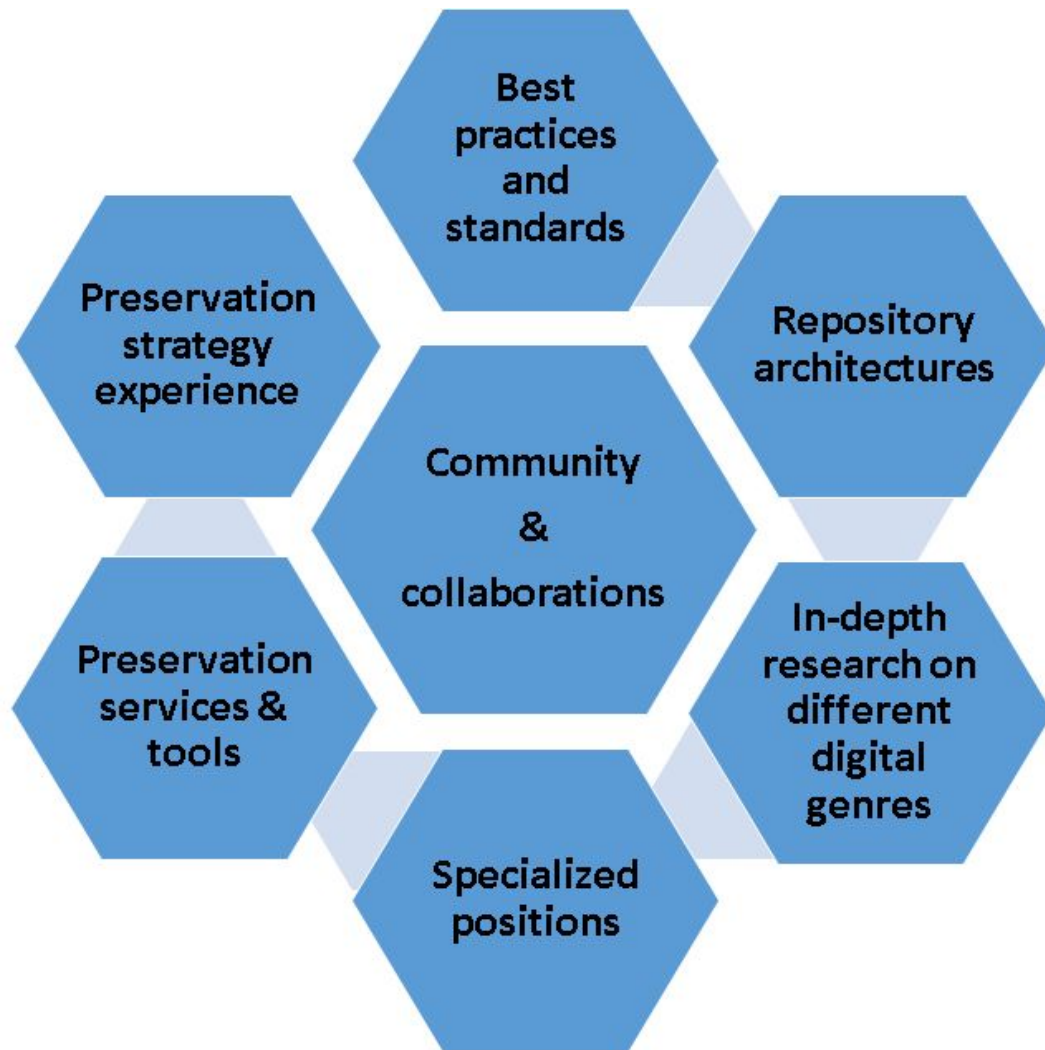 Best
practices
and
standards
Preservation
strategy
experience
Repository
architectures
Community
&
collaborations
Preservation
services &
tools
In-depth
research on
different
digital
genres
Specialized
positions